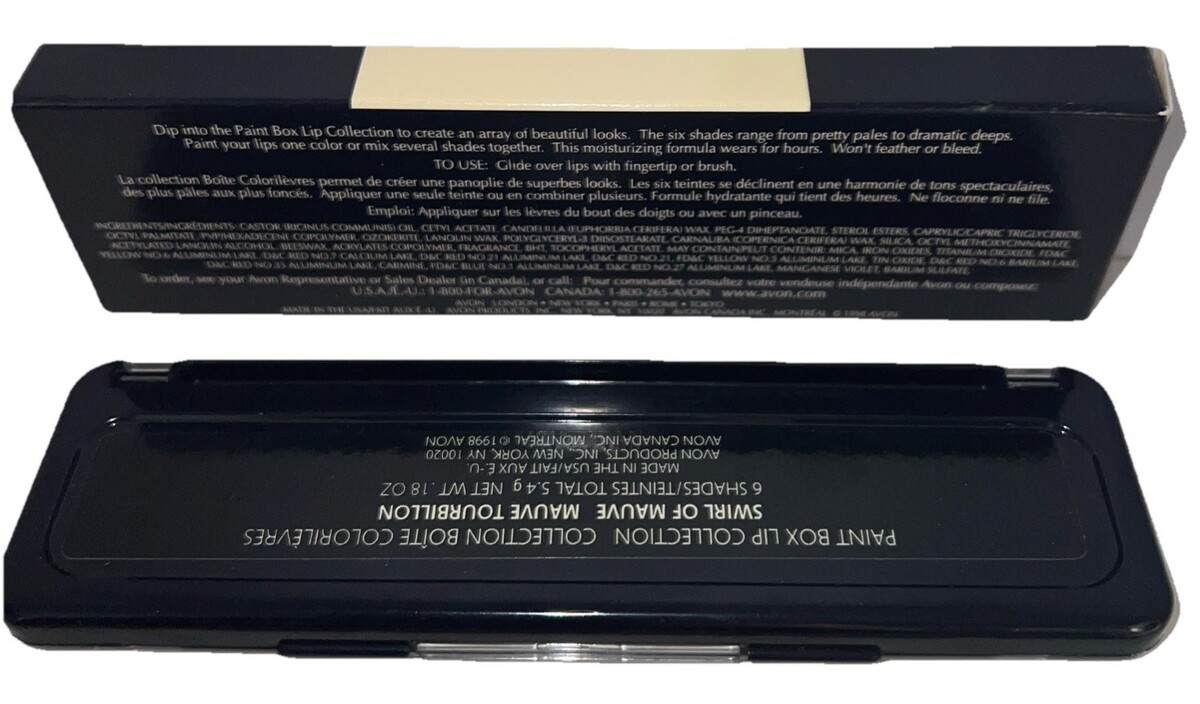 Dip into the Paint Box Lip Collection to create an array of beautiful looks. The six shades range from pretty pales to dramatic deeps.
Paint your lips one color or mix several shades together. This moisturizing formula wears for hours. Won't feather or bleed.
TO USE: Glide over lips with fingertip or brush.
La collection Boîte Colorilèvres permet de créer une panoplie de superbes looks. Les six teintes se déclinent en une harmonie de tons spectaculaires,
des plus pâles aux plus foncés. Appliquer une seule teinte ou en combiner plusieurs. Formule hydratante qui tient des heures. Ne floconne ni ne file.
Emploi: Appliquer sur les lèvres du bout des doigts ou avec un pinceau.
INGREDIENTS/INGRÉDIENTS: CASTOR (RICINUS COMMUNIS) OIL, CETYL ACETATE, CANDELILLA (EUPHORBIA CERIFERA) WAX, PEG-4 DIHEPTANOATE, STEROL ESTERS, CAPRYLIC/CAPRIC TRIGLYCERIDE,
OCTYL PALMITATE, PVP/HEXADECENE COPOLYMER, OZOKERITE, LANOLIN WAX, POLYGLYCERYL-3 DIISOSTEARATE, CARNAUBA (COPERNICA CERIFERA) WAX, SILICA, OCTYL METHOXYCINNAMATE,
ACETYLATED LANOLIN ALCOHOL, BEESWAX, ACRYLATES COPOLYMER, FRAGRANCE, BHT, TOCOPHERYL ACETATE, MAY CONTAIN/PEUT CONTENIR: MICA, IRON OXIDES, TITANIUM DIOXIDE, FD&C
YELLOW NO.6 ALUMINUM LAKE, D&C RED NO.7 CALCIUM LAKE, D&C RED NO.21 ALUMINUM LAKE, D&C RED NO.21, FD&C YELLOW NO.5 ALUMINUM LAKE, TIN OXIDE, D&C RED NO.6 BARIUM LAKE,
D&C RED NO.33 ALUMINUM LAKE, CARMINE, FD&C BLUE NO.1 ALUMINUM LAKE, D&C RED NO.27 ALUMINUM LAKE, MANGANESE VIOLET, BARIUM SULFATE.
To order, see your Avon Representative or Sales Dealer (in Canada), or call: Pour commander, consultez votre vendeuse indépendante Avon ou composez:
U.S.A./É.-U.: 1-800-FOR-AVON CANADA: 1-800-265-AVON www.avon.com
AVON LONDON • NEW YORK • PARIS • ROME • TOKYO
MADE IN THE USA/FAIT AUX É.-U. AVON PRODUCTS, INC. NEW YORK, NY 10020 AVON CANADA INC. MONTRÉAL © 1998 AVON
PAINT BOX LIP COLLECTION COLLECTION BOÎTE COLORILÈVRES
SWIRL OF MAUVE MAUVE TOURBILLON
6 SHADES/TEINTES TOTAL 5.4 g NET WT .18 OZ
MADE IN THE USA/FAIT AUX É.-U.
AVON PRODUCTS, INC., NEW YORK, NY 10020
AVON CANADA INC., MONTRÉAL © 1998 AVON